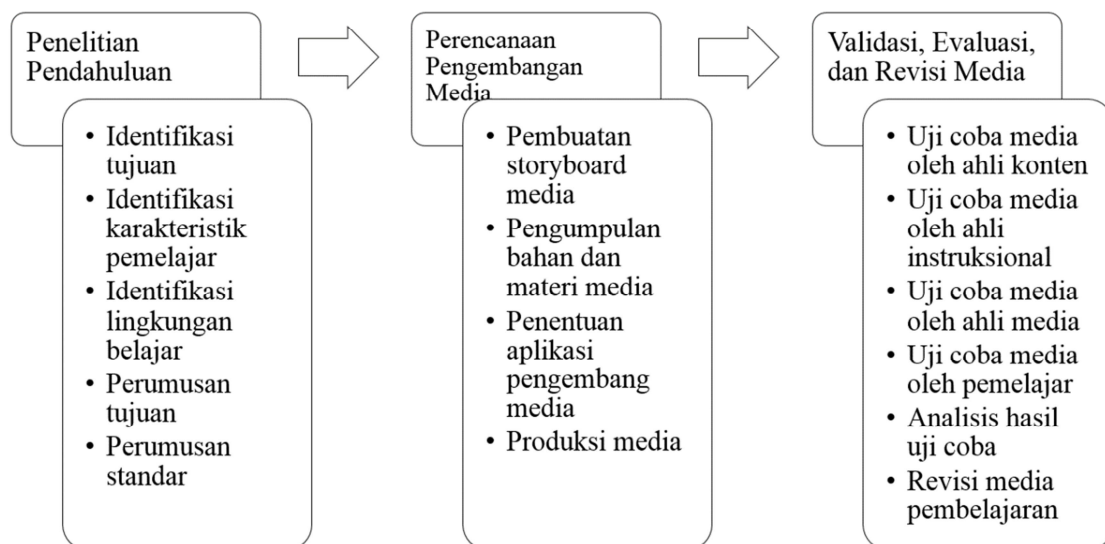 Penelitian
Pendahuluan
• Identifikasi
tujuan
• Identifikasi
karakteristik
pemelajar
• Identifikasi
lingkungan
belajar
• Perumusan
tujuan
• Perumusan
standar
Perencanaan
Pengembangan
Media
• Pembuatan
storyboard
media
• Pengumpulan
bahan dan
materi media
• Penentuan
aplikasi
pengembang
media
• Produksi media
Validasi, Evaluasi,
dan Revisi Media
• Uji coba media
oleh ahli konten
• Uji coba media
oleh ahli
instruksional
• Uji coba media
oleh ahli media
• Uji coba media
oleh pemelajar
• Analisis hasil
uji coba
• Revisi media
pembelajaran